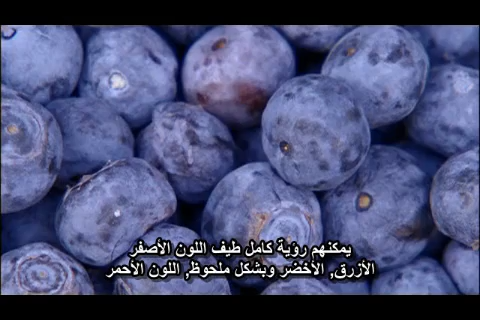 يمكنهم رؤية كامل طيف اللون الأصفر
الأزرق, الأخضر وبشكل ملحوظ, اللون الأحمر